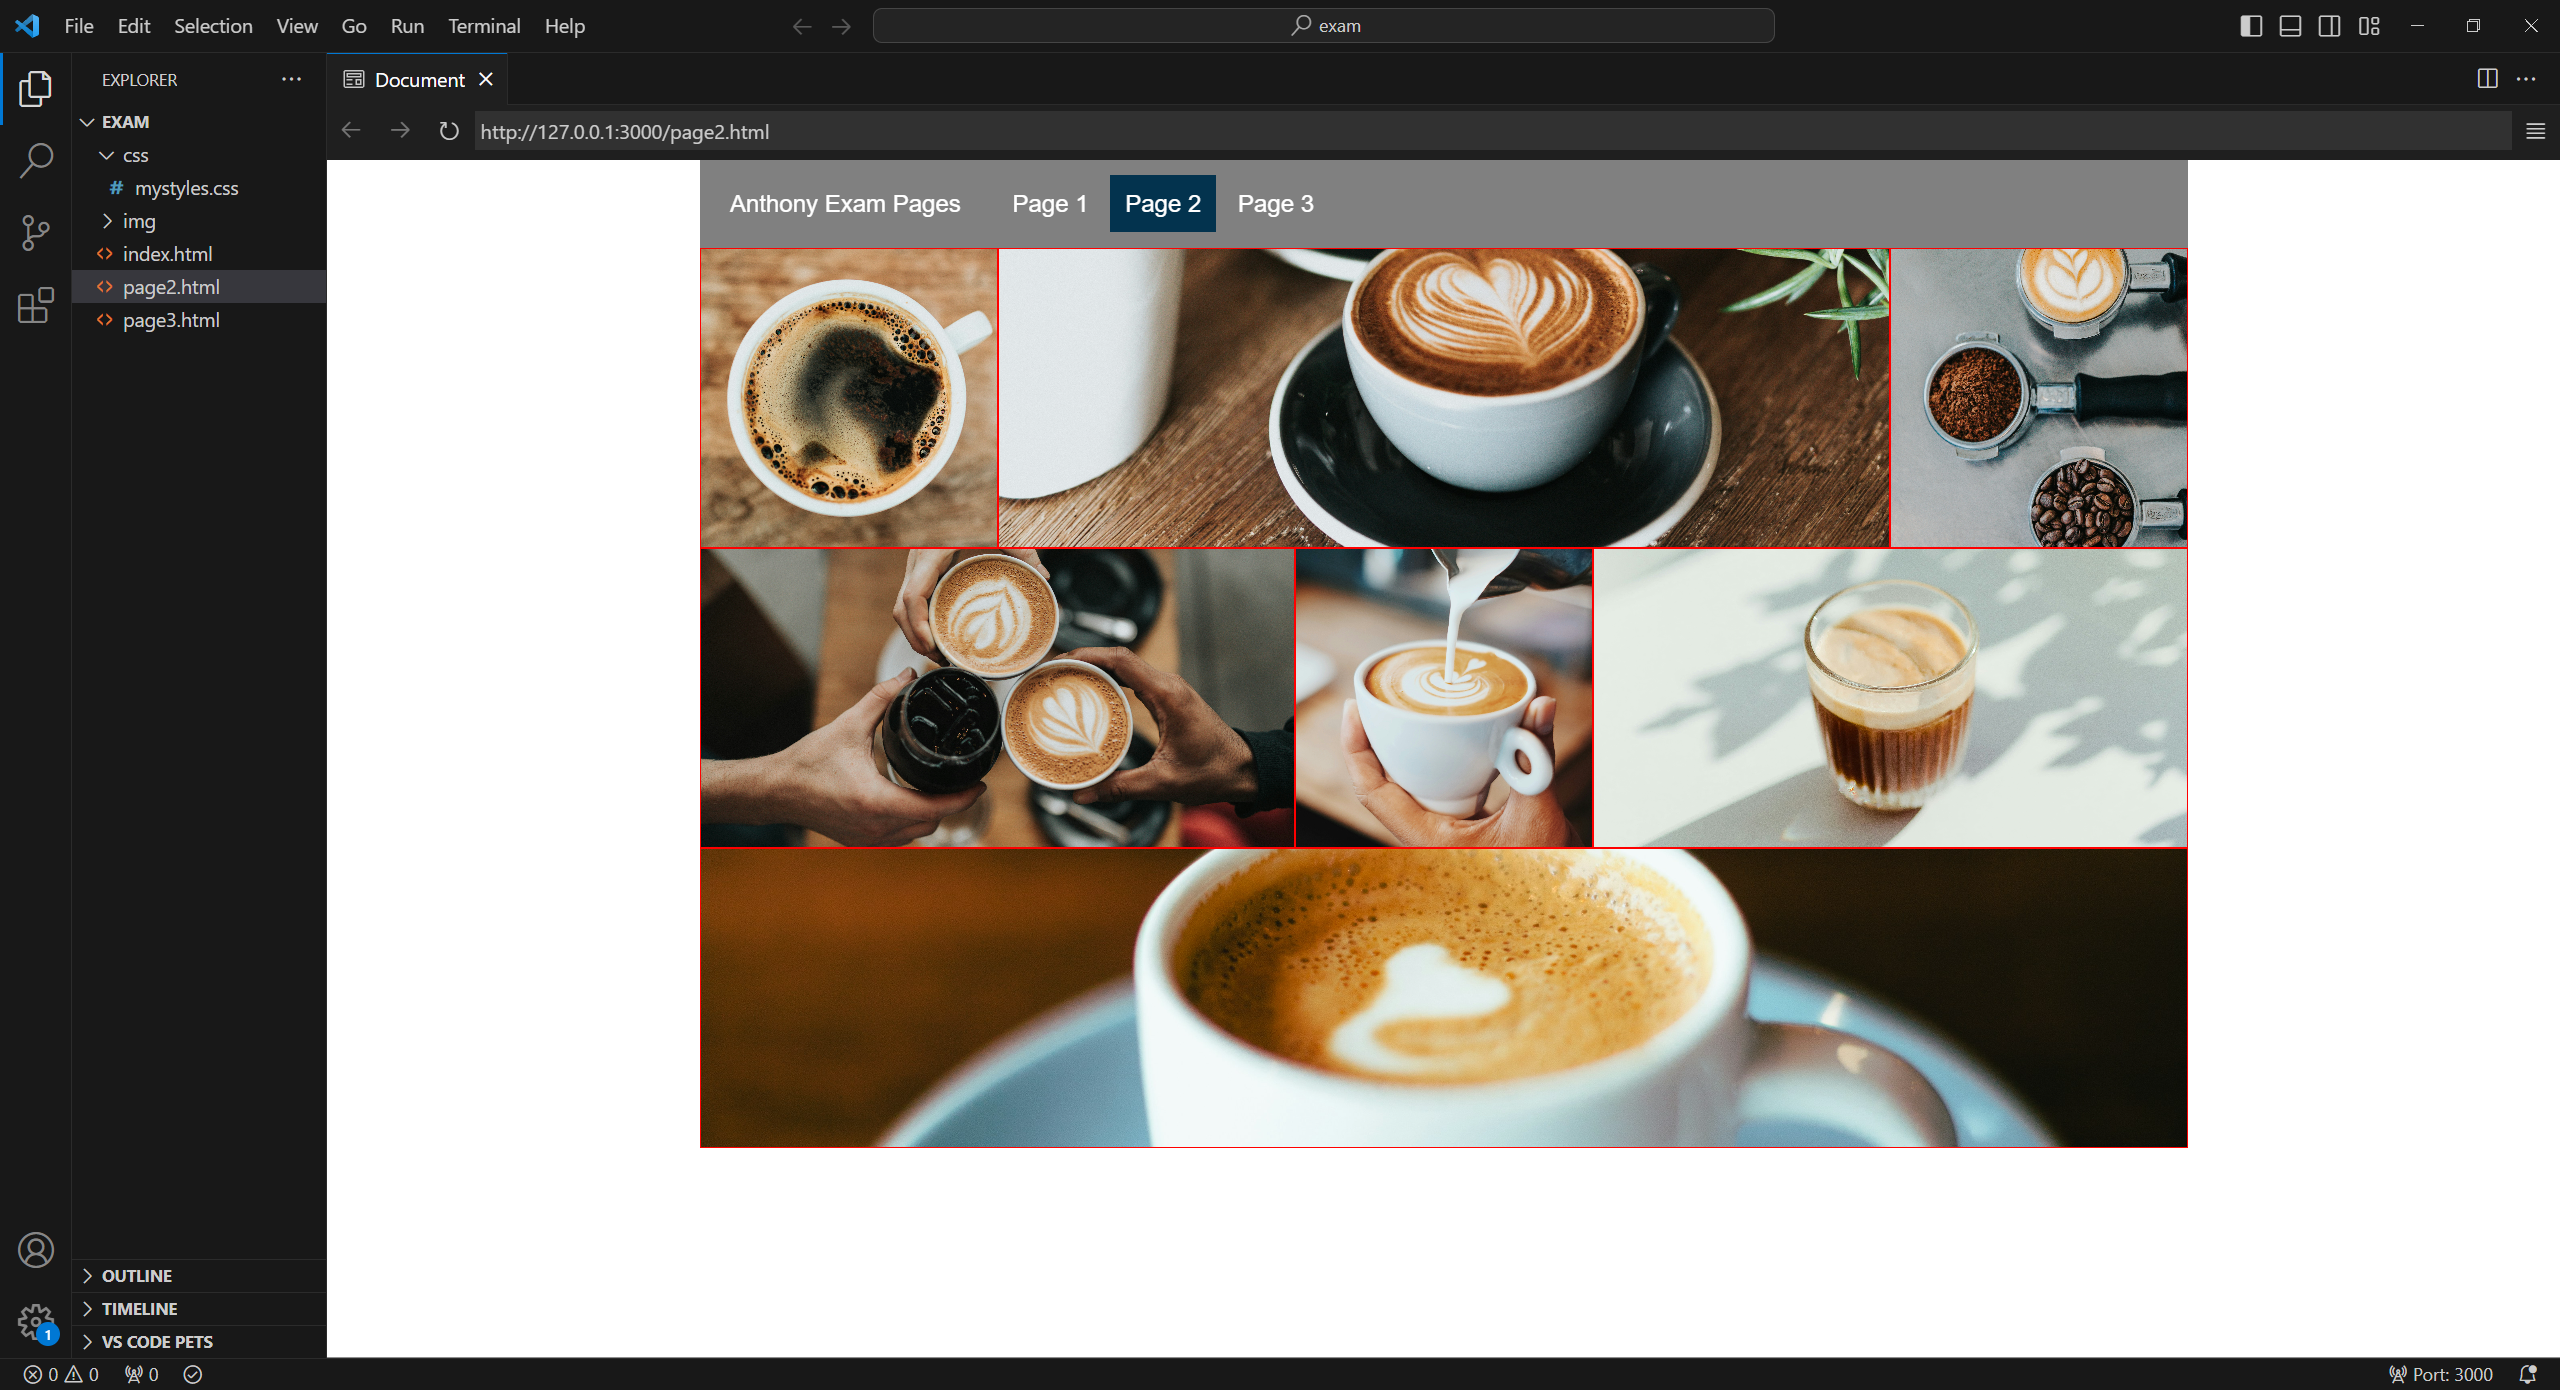 File Edit Selection View Go Run Terminal Help
exam
EXPLORER
Document
EXAM
http://127.0.0.1:3000/page2.html
css
# mystyles.css
img
index.html
page2.html
page3.html
Anthony Exam Pages Page 1 Page 2 Page 3
OUTLINE
TIMELINE
VS CODE PETS
1
0 0 0
Port: 3000